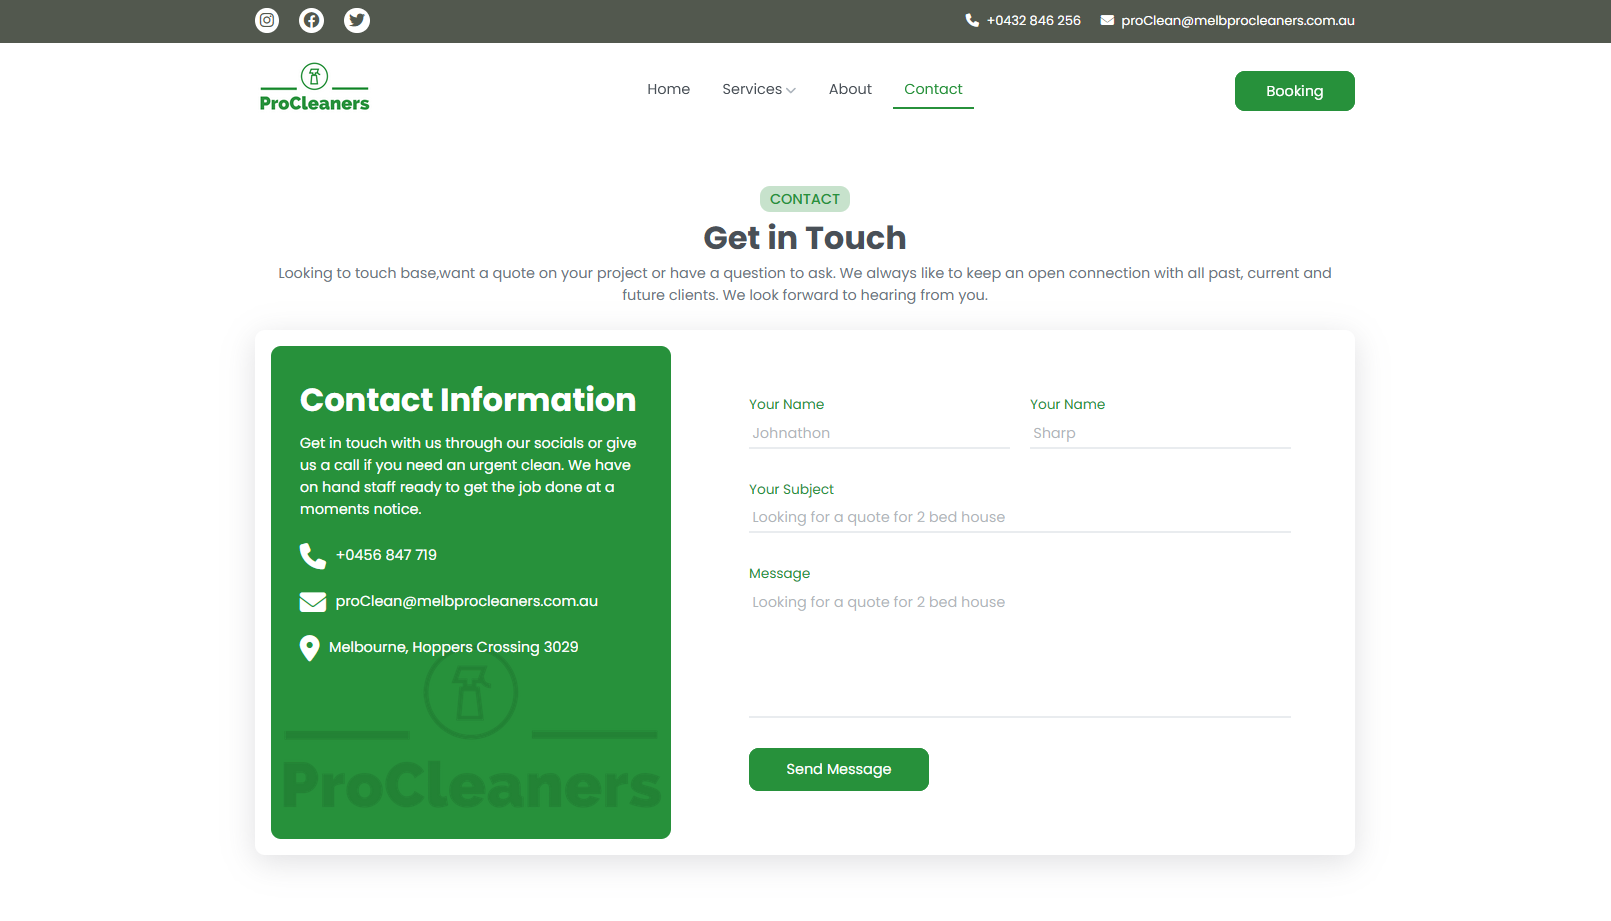 +0432 846 256
proClean@melbprocleaners.com.au
ProCleaners
Home
Services
About
Contact
Booking
CONTACT
Get in Touch
Looking to touch base,want a quote on your project or have a question to ask. We always like to keep an open connection with all past, current and
future clients. We look forward to hearing from you.
Contact Information
Get in touch with us through our socials or give
us a call if you need an urgent clean. We have
on hand staff ready to get the job done at a
moments notice.
+0456 847 719
proClean@melbprocleaners.com.au
Melbourne, Hoppers Crossing 3029
ProCleaners
Your Name
Johnathon
Your Name
Sharp
Your Subject
Looking for a quote for 2 bed house
Message
Looking for a quote for 2 bed house
Send Message